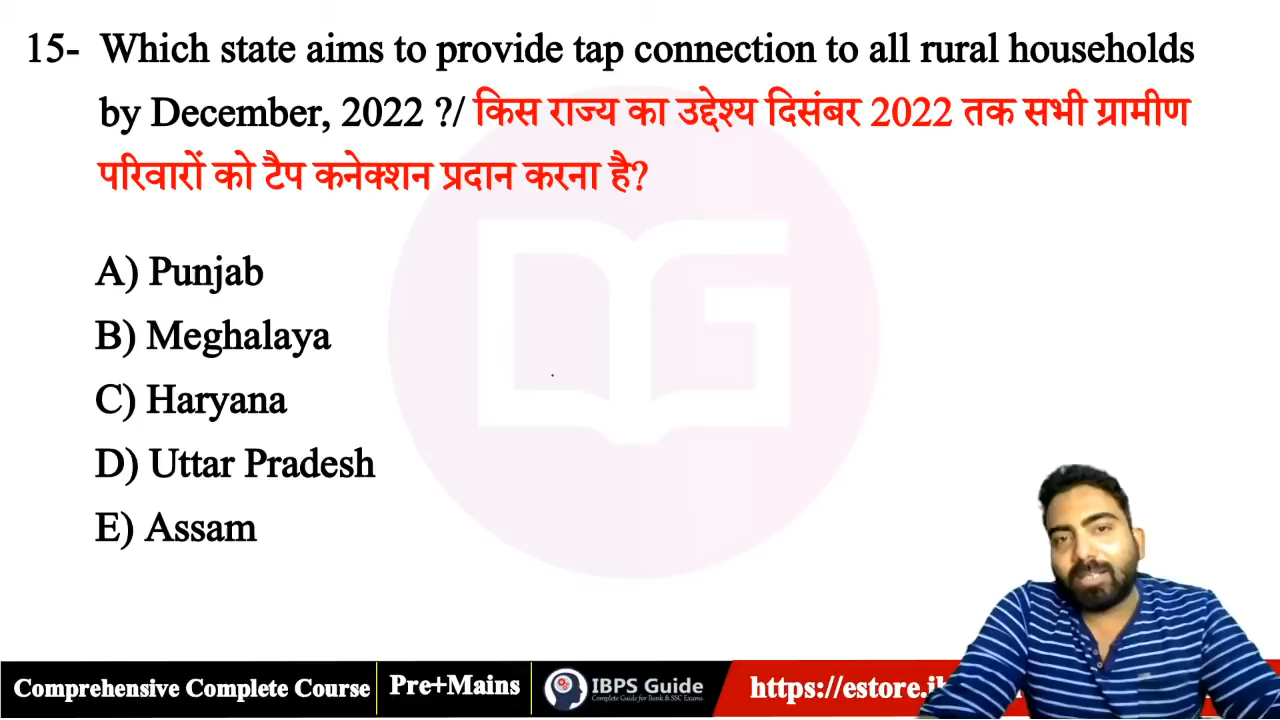 15- Which state aims to provide tap connection to all rural households
by December, 2022 ?/ किस राज्य का उद्देश्य दिसंबर 2022 तक सभी ग्रामीण
परिवारों को टैप कनेक्शन प्रदान करना है?
A) Punjab
B) Meghalaya
C) Haryana
D) Uttar Pradesh
E) Assam
Comprehensive Complete Course
Pre+Mains
IBPS Guide
Complete Guide for Bank & SSC Exams
https://estore.i